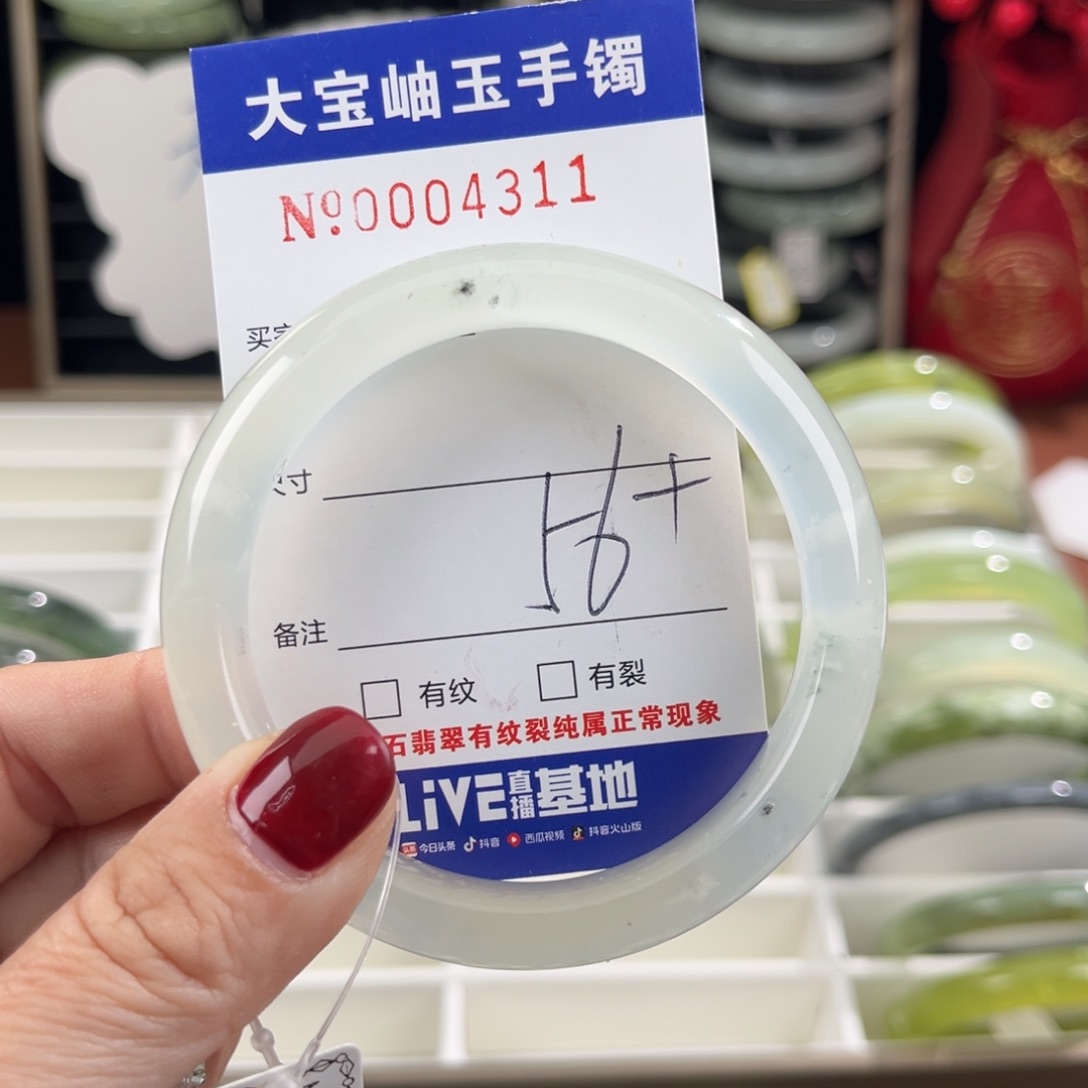 大宝岫玉手镯
№0004311
买家
尺寸 56+
备注
有纹 有裂
石翡翠有纹裂纯属正常现象
LiVE直播基地
今日头条 抖音 西瓜视频 抖音火山版